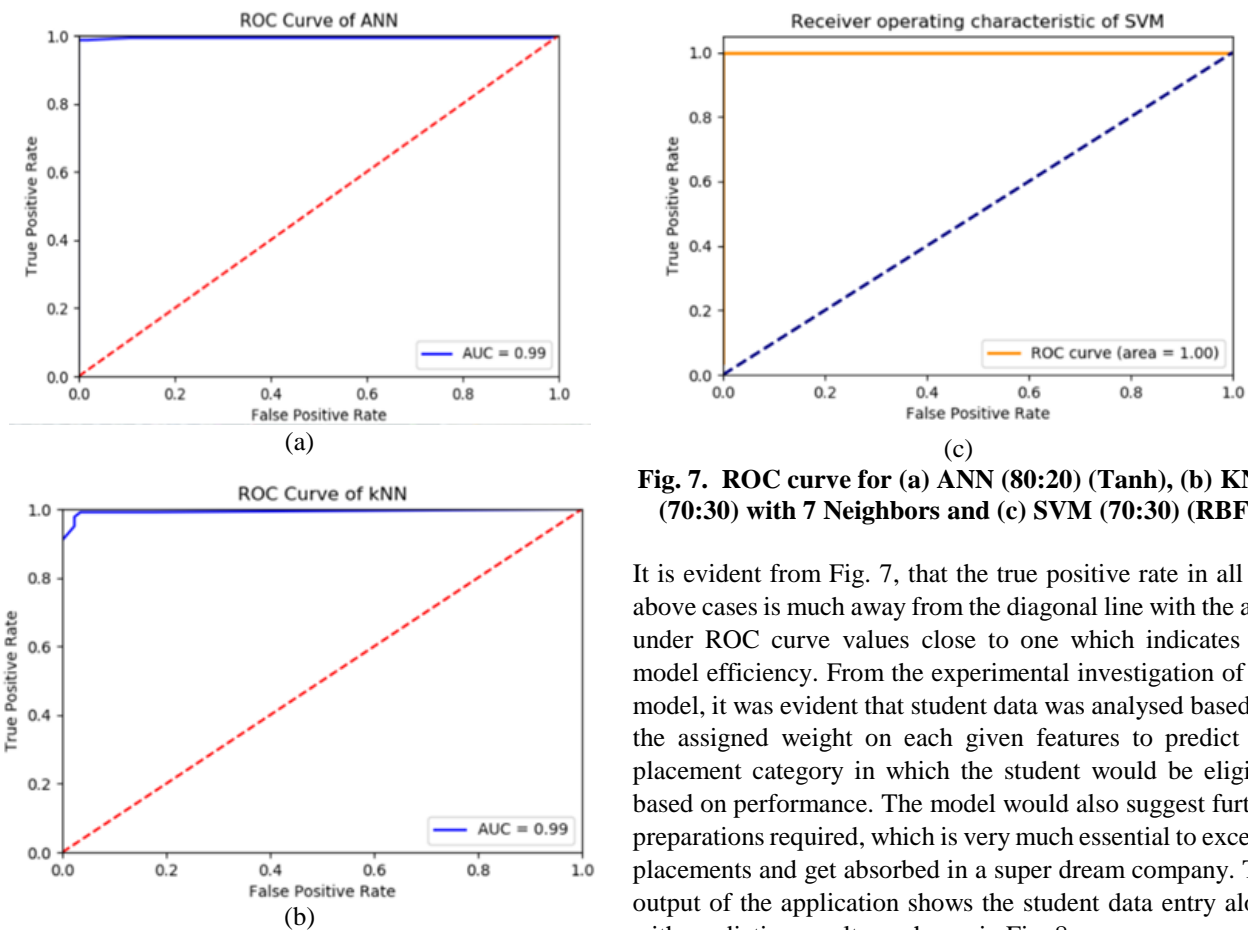 ROC Curve of ANN
True Positive Rate
1.0
0.8
0.6
0.4
0.2
0.0
AUC = 0.99
0.0 0.2 0.4 0.6 0.8 1.0
False Positive Rate
(a)
ROC Curve of kNN
True Positive Rate
1.0
0.8
0.6
0.4
0.2
0.0
AUC = 0.99
0.0 0.2 0.4 0.6 0.8 1.0
False Positive Rate
(b)
Receiver operating characteristic of SVM
True Positive Rate
1.0
0.8
0.6
0.4
0.2
0.0
ROC curve (area = 1.00)
0.0 0.2 0.4 0.6 0.8 1.0
False Positive Rate
(c)
Fig. 7. ROC curve for (a) ANN (80:20) (Tanh), (b) KN
(70:30) with 7 Neighbors and (c) SVM (70:30) (RBF
It is evident from Fig. 7, that the true positive rate in all
above cases is much away from the diagonal line with the a
under ROC curve values close to one which indicates
model efficiency. From the experimental investigation of
model, it was evident that student data was analysed based
the assigned weight on each given features to predict
placement category in which the student would be eligi
based on performance. The model would also suggest furt
preparations required, which is very much essential to exce
placements and get absorbed in a super dream company. T
output of the application shows the student data entry alo